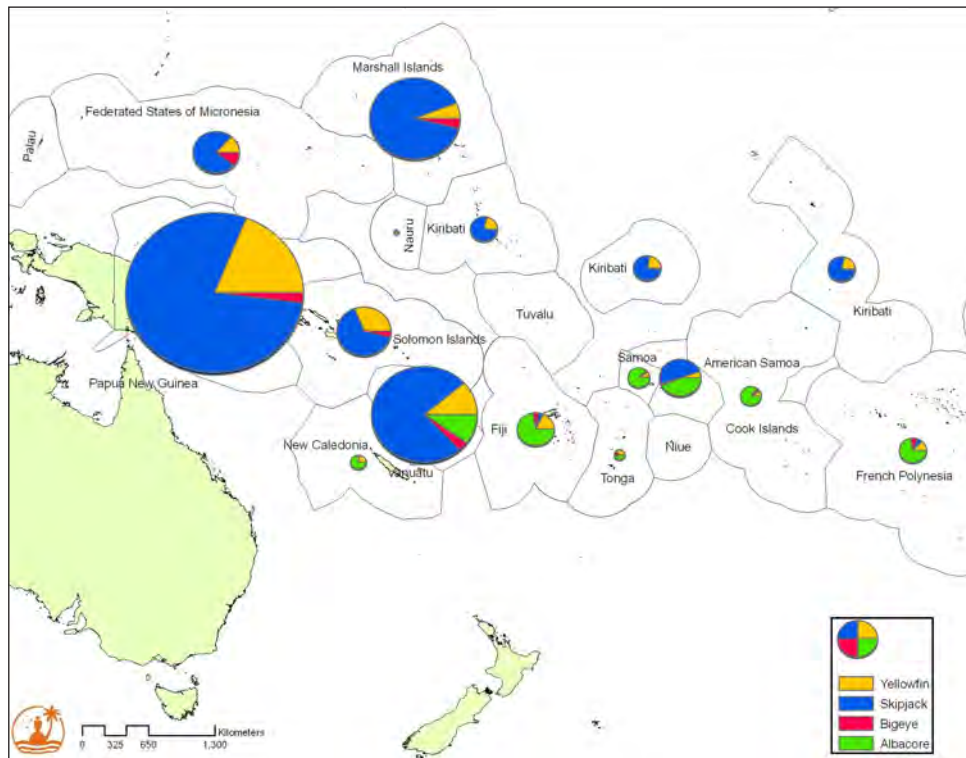 Marshall Islands
Federated States of Micronesia
Palau
Nauru
Kiribati
Kiribati
Kiribati
Tuvalu
Solomon Islands
Papua New Guinea
Samoa
American Samoa
New Caledonia
Vanuatu
Fiji
Cook Islands
Niue
Tonga
French Polynesia
Yellowfin
Skipjack
Bigeye
Albacore
Kilometers
0 325 650 1,300